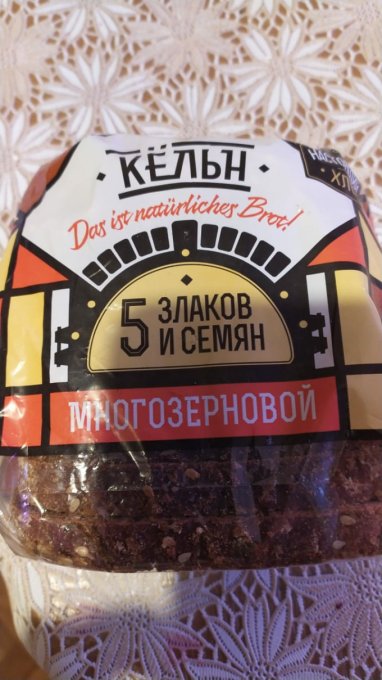 КЁЛЬН
Das ist natürliches Brot!
5 ЗЛАКОВ
И СЕМЯН
МНОГОЗЕРНОВОЙ